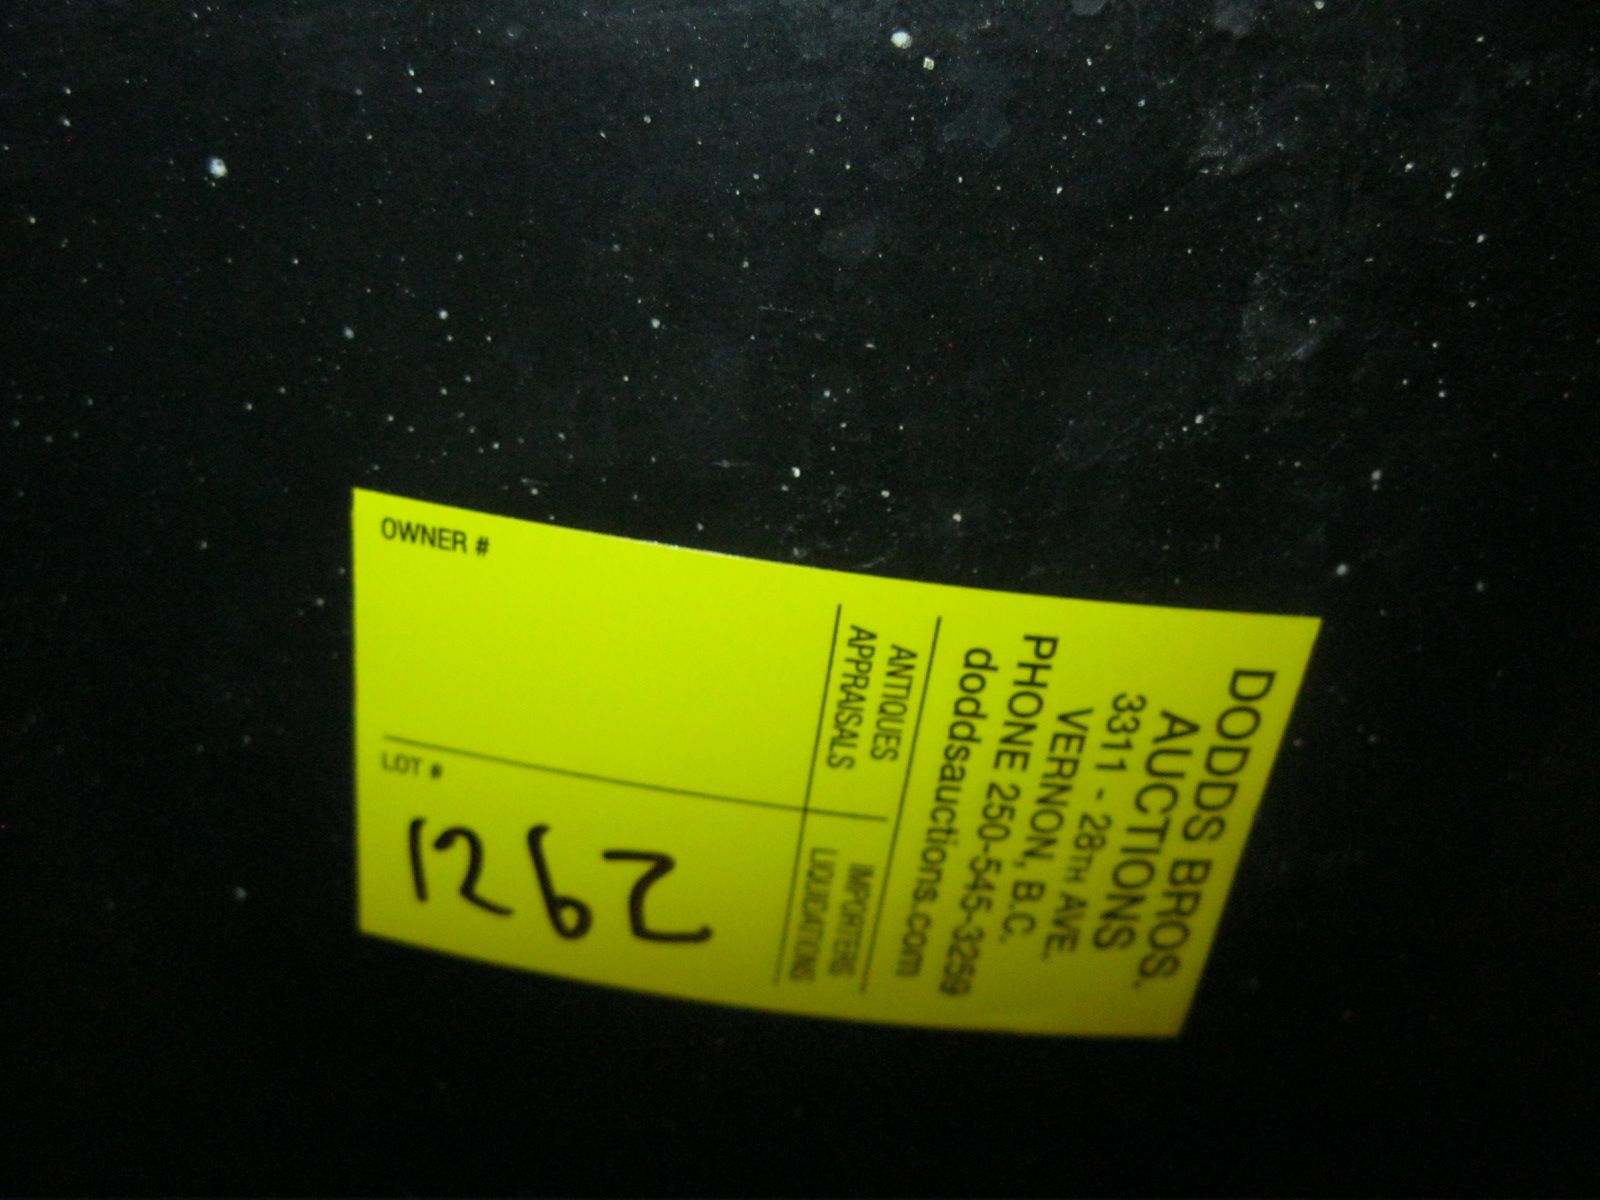 DODDS BROS.
AUCTIONS
3311 - 28TH AVE.
VERNON, B.C.
PHONE 250-545-3259
doddsauctions.com
ANTIQUES
APPRAISALS
IMPORTERS
LIQUIDATIONS
OWNER #
LOT #
1262